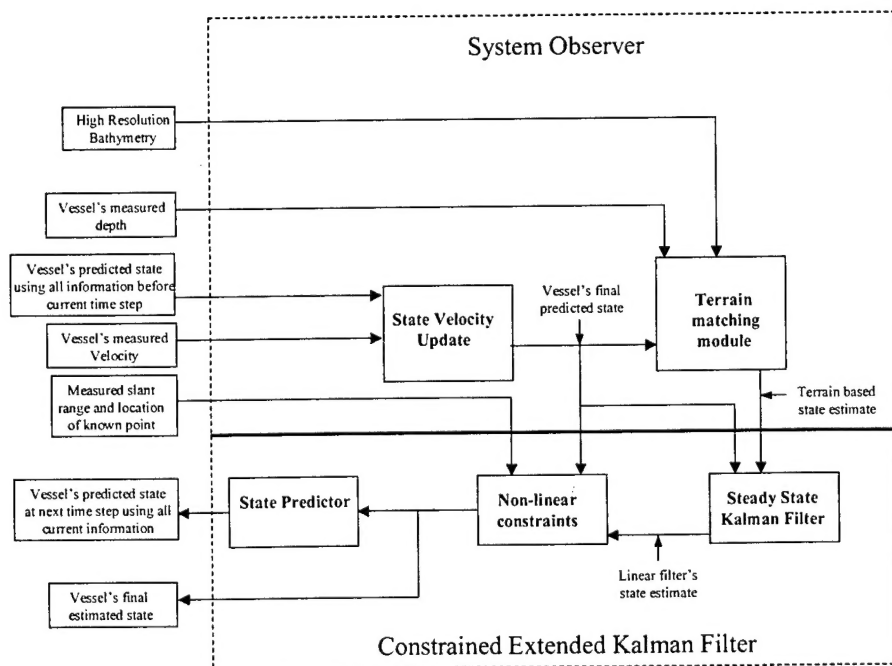 System Observer
High Resolution
Bathymetry
Vessel's measured
depth
Vessel's predicted state
using all information before
current time step
Vessel's measured
Velocity
Measured slant
range and location
of known point
State Velocity
Update
Vessel's final
predicted state
Terrain
matching
module
Terrain based
state estimate
Vessel's predicted state
at next time step using all
current information
State Predictor
Non-linear
constraints
Steady State
Kalman Filter
Linear filter's
state estimate
Vessel's final
estimated state
Constrained Extended Kalman Filter